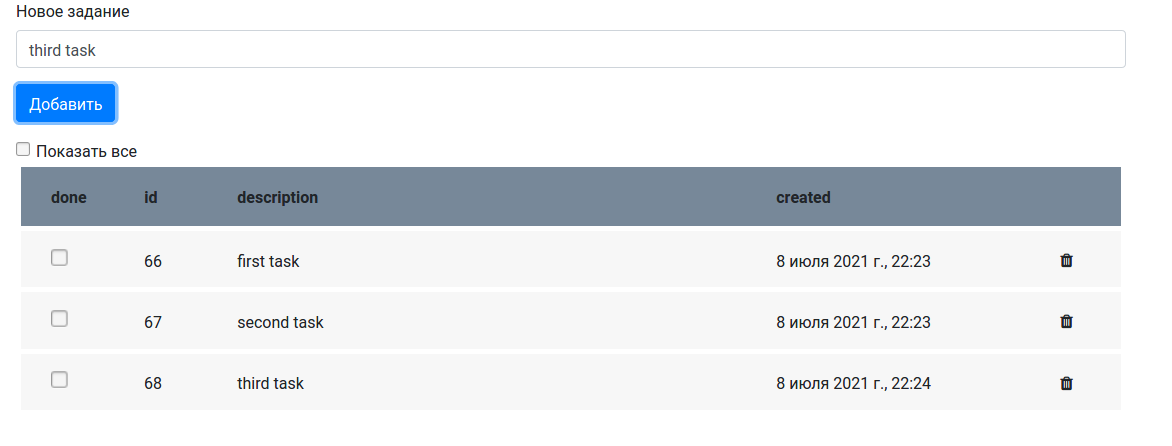 Новое задание
third task
Добавить
Показать все
done id description created
66 first task 8 июля 2021 г., 22:23
67 second task 8 июля 2021 г., 22:23
68 third task 8 июля 2021 г., 22:24